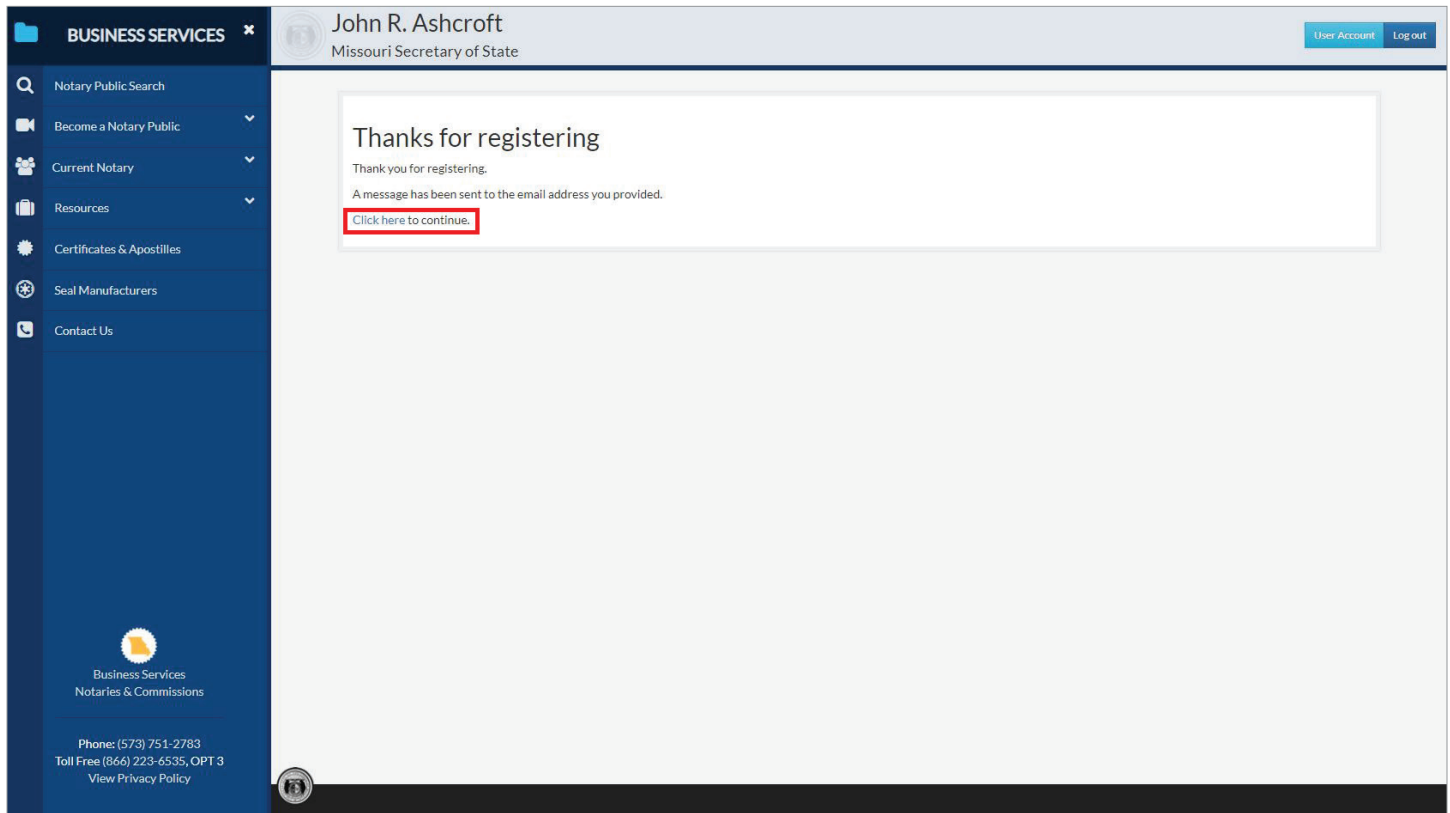 BUSINESS SERVICES
John R. Ashcroft
Missouri Secretary of State
User Account
Log out
Notary Public Search
Become a Notary Public
Current Notary
Resources
Certificates & Apostilles
Seal Manufacturers
Contact Us
Thanks for registering
Thank you for registering.
A message has been sent to the email address you provided.
Click here to continue.
Business Services
Notaries & Commissions
Phone: (573) 751-2783
Toll Free (866) 223-6535, OPT 3
View Privacy Policy